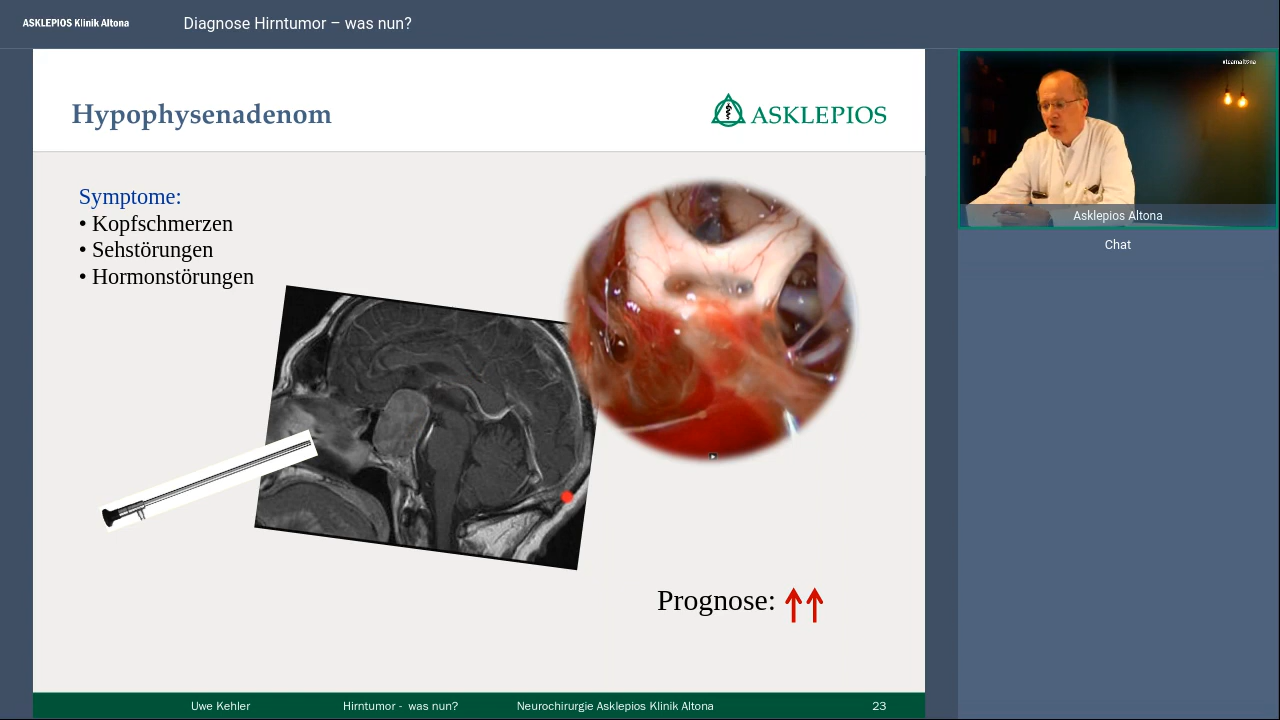 ASKLEPIOS Klinik Altona
Diagnose Hirntumor – was nun?
Hypophysenadenom
ASKLEPIOS
#teamaltona
Symptome:
• Kopfschmerzen
• Sehstörungen
• Hormonstörungen
Asklepios Altona
Chat
Prognose:
Uwe Kehler
Hirntumor - was nun?
Neurochirurgie Asklepios Klinik Altona
23